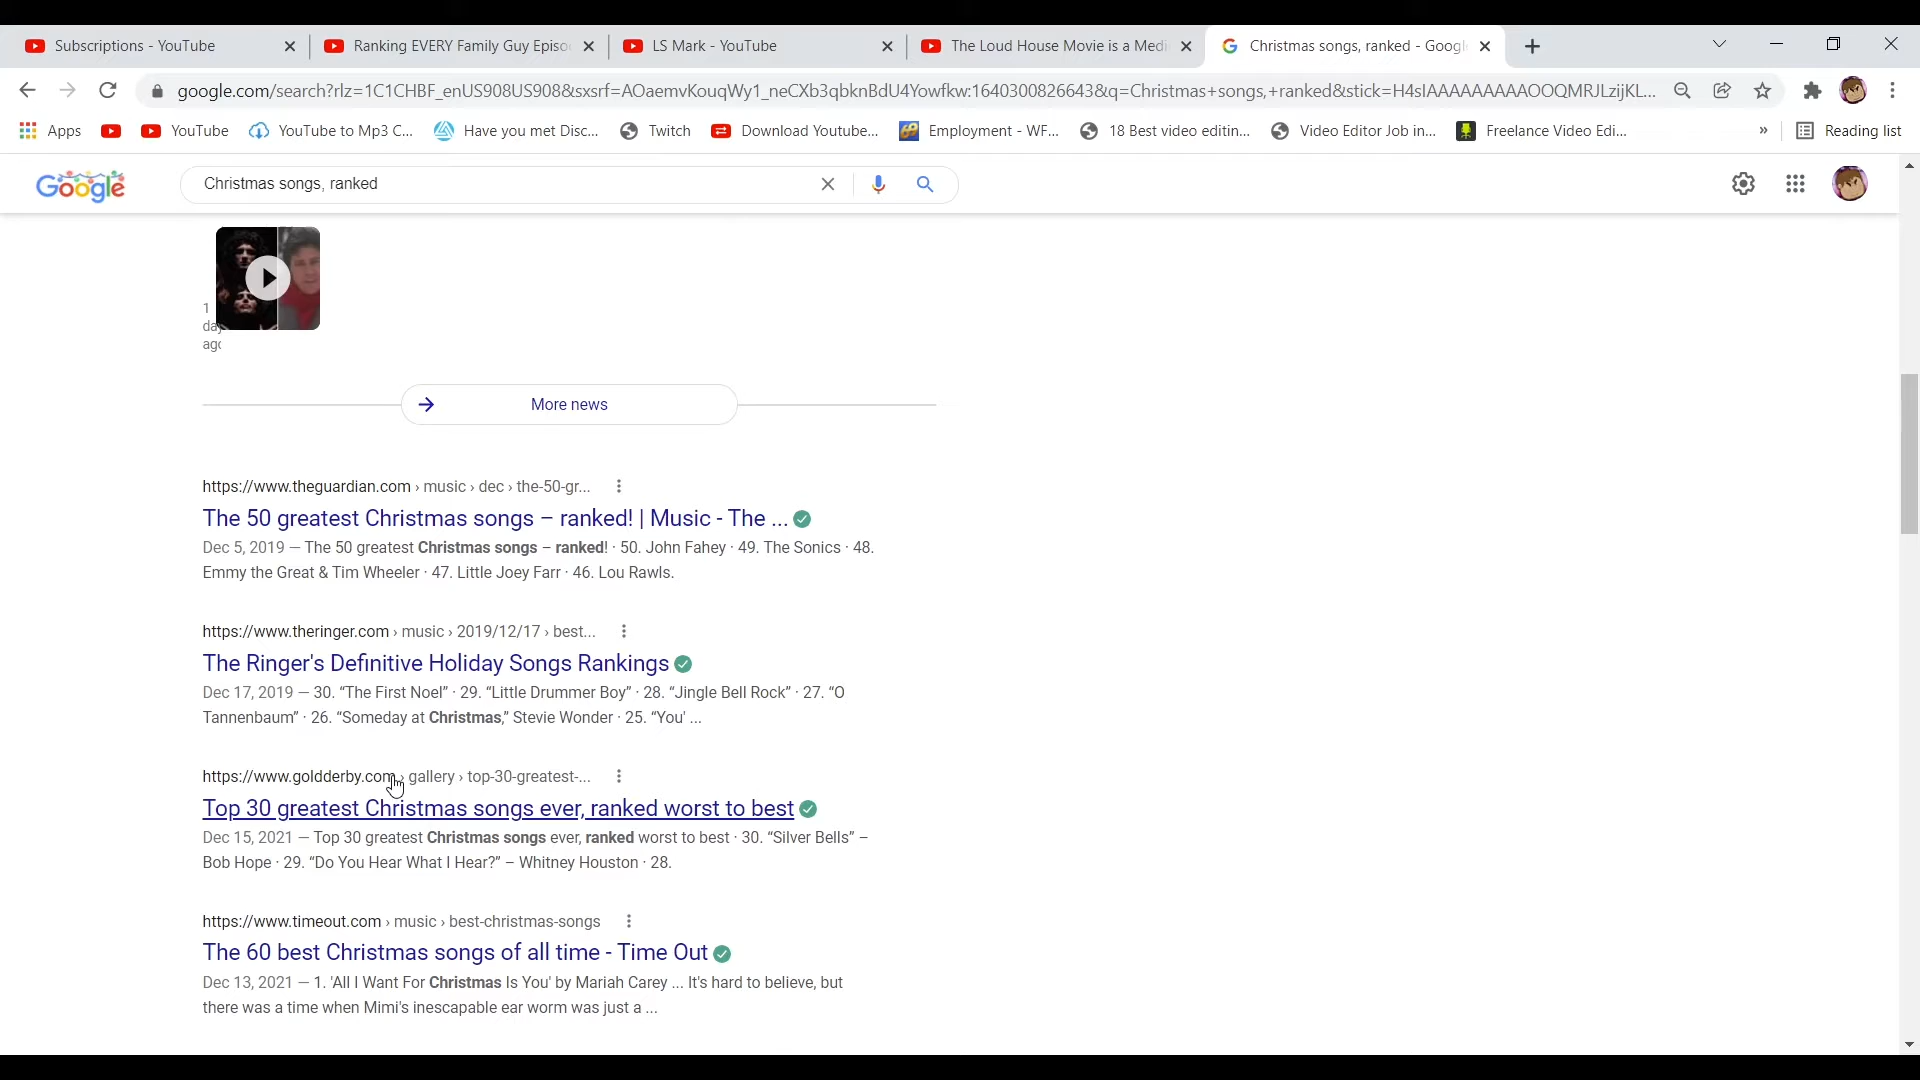 Subscriptions - YouTube
Ranking EVERY Family Guy Episo
LS Mark - YouTube
The Loud House Movie is a Medi
Christmas songs, ranked - Googl
google.com/search?rlz=1C1CHBF_enUS908US908&sxsrf=AOaemvKouqWy1_neCXb3qbknBdU4Yowfkw:1640300826643&q=Christmas+songs,+ranked&stick=H4sIAAAAAAAAAOOQMRJLzijKL...
Apps
YouTube
YouTube to Mp3 C...
Have you met Disc...
Twitch
Download Youtube...
Employment - WF...
18 Best video editin...
Video Editor Job in...
Freelance Video Edi...
»
Reading list
Google
Christmas songs, ranked
1
day
ago
More news
https://www.theguardian.com › music › dec › the-50-gr...
The 50 greatest Christmas songs – ranked! | Music - The ...
Dec 5, 2019 — The 50 greatest Christmas songs – ranked! · 50. John Fahey · 49. The Sonics · 48.
Emmy the Great & Tim Wheeler · 47. Little Joey Farr · 46. Lou Rawls.
https://www.theringer.com › music › 2019/12/17 › best...
The Ringer's Definitive Holiday Songs Rankings
Dec 17, 2019 — 30. “The First Noel” · 29. “Little Drummer Boy” · 28. “Jingle Bell Rock” · 27. “O
Tannenbaum” · 26. “Someday at Christmas,” Stevie Wonder · 25. “You' ...
https://www.goldderby.com › gallery › top-30-greatest-...
Top 30 greatest Christmas songs ever, ranked worst to best
Dec 15, 2021 — Top 30 greatest Christmas songs ever, ranked worst to best · 30. “Silver Bells” –
Bob Hope · 29. “Do You Hear What I Hear?” – Whitney Houston · 28.
https://www.timeout.com › music › best-christmas-songs
The 60 best Christmas songs of all time - Time Out
Dec 13, 2021 — 1. 'All I Want For Christmas Is You' by Mariah Carey ... It's hard to believe, but
there was a time when Mimi's inescapable ear worm was just a ...